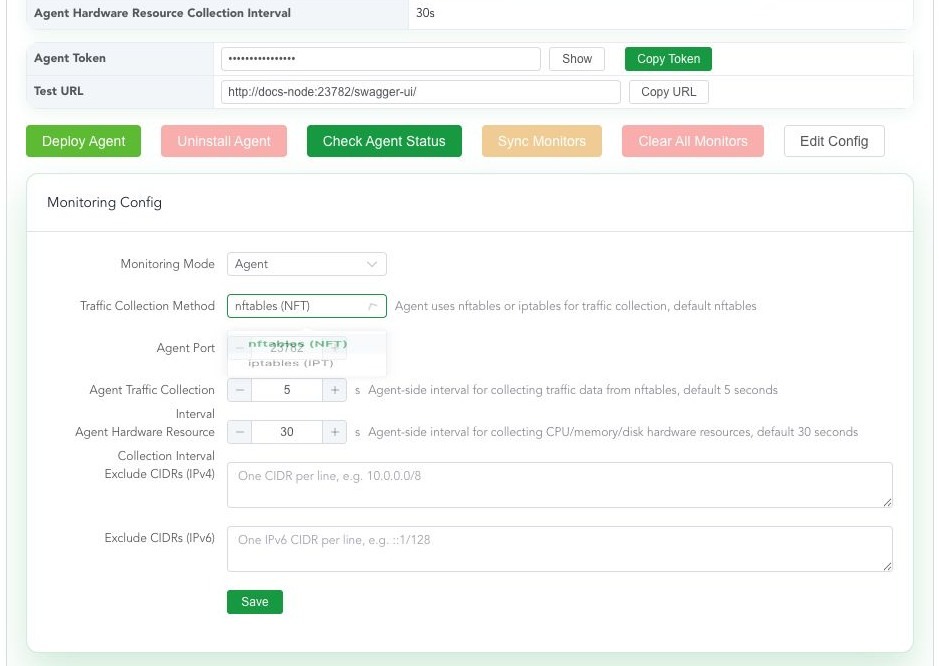 Agent Hardware Resource Collection Interval 30s
Agent Token •••••••••••••••• Show Copy Token
Test URL http://docs-node:23782/swagger-ui/ Copy URL
Deploy Agent Uninstall Agent Check Agent Status Sync Monitors Clear All Monitors Edit Config
Monitoring Config
Monitoring Mode Agent
Traffic Collection Method nftables (NFT) Agent uses nftables or iptables for traffic collection, default nftables
nftables (NFT)
Agent Port 23782
iptables (IPT)
Agent Traffic Collection Interval − 5 + s Agent-side interval for collecting traffic data from nftables, default 5 seconds
Agent Hardware Resource Collection Interval − 30 + s Agent-side interval for collecting CPU/memory/disk hardware resources, default 30 seconds
Exclude CIDRs (IPv4) One CIDR per line, e.g. 10.0.0.0/8
Exclude CIDRs (IPv6) One IPv6 CIDR per line, e.g. ::1/128
Save